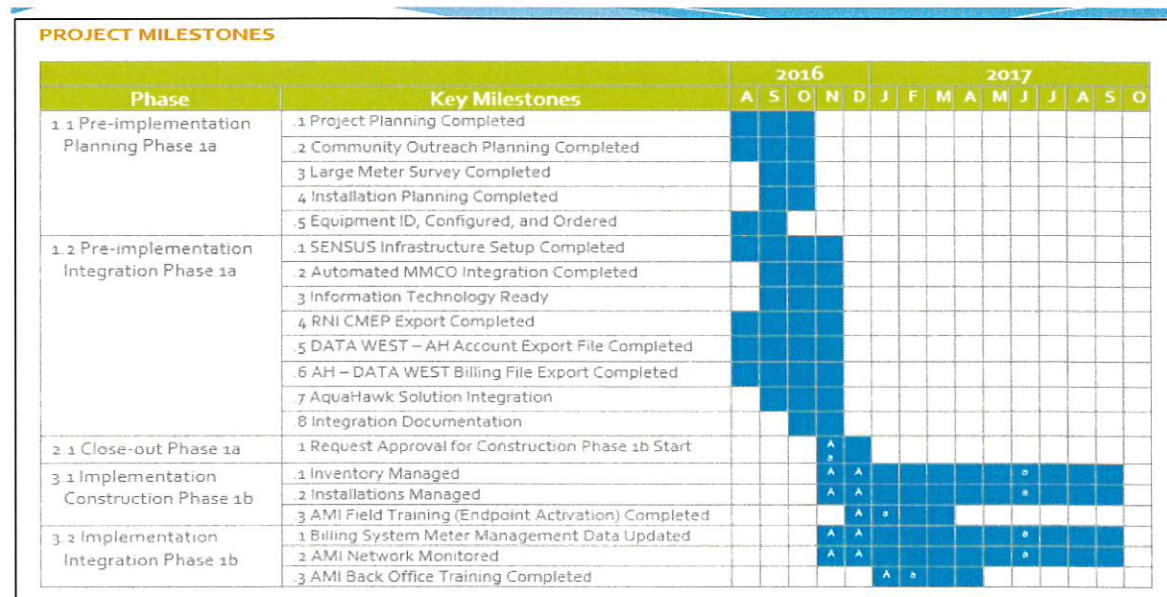 PROJECT MILESTONES
2016 2017
Phase Key Milestones A S O N D J F M A M J J A S O
1 1 Pre-implementation
Planning Phase 1a
.1 Project Planning Completed
.2 Community Outreach Planning Completed
3 Large Meter Survey Completed
4 Installation Planning Completed
.5 Equipment ID, Configured, and Ordered
1.2 Pre-implementation
Integration Phase 1a
.1 SENSUS Infrastructure Setup Completed
.2 Automated MMCO Integration Completed
.3 Information Technology Ready
4 RNI CMEP Export Completed
.5 DATA WEST – AH Account Export File Completed
.6 AH – DATA WEST Billing File Export Completed
.7 AquaHawk Solution Integration
.8 Integration Documentation
2.1 Close-out Phase 1a
1 Request Approval for Construction Phase 1b Start A
a
3.1 Implementation
Construction Phase 1b
.1 Inventory Managed A A a
.2 Installations Managed A A a
.3 AMI Field Training (Endpoint Activation) Completed A a
3.2 Implementation
Integration Phase 1b
1 Billing System Meter Management Data Updated A A a
2 AMI Network Monitored A A a
.3 AMI Back Office Training Completed A a